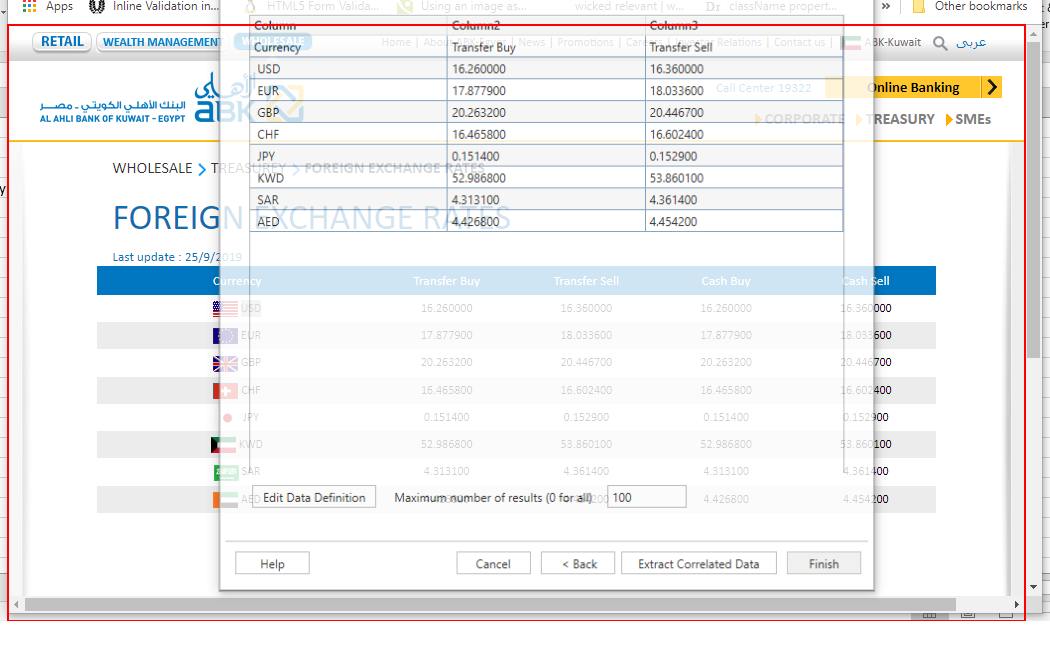 Apps Inline Validation in... HTML5 Form Valida... Using an image as... wicked relevant | w... Dr className propert... » Other bookmarks
Column Column2 Column3
RETAIL WEALTH MANAGEMENT WHOLESALE Home | About | News | Promotions | Relations | Contact us | ABK-Kuwait عربى
Currency Transfer Buy Transfer Sell
USD 16.260000 16.360000
EUR 17.877900 18.033600
Call Center 19322 Online Banking
البنك الأهلي الكويتي - مصر
AL AHLI BANK OF KUWAIT - EGYPT
الأهلي
ABK
GBP 20.263200 20.446700
CORPORATE TREASURY SMEs
CHF 16.465800 16.602400
JPY 0.151400 0.152900
WHOLESALE TREASUREY FOREIGN EXCHANGE RATES
KWD 52.986800 53.860100
SAR 4.313100 4.361400
FOREIGN EXCHANGE RATES
AED 4.426800 4.454200
Last update : 25/9/2019
Currency Transfer Buy Transfer Sell Cash Buy Cash Sell
USD 16.260000 16.360000 16.260000 16.360000
EUR 17.877900 18.033600 17.877900 18.033600
GBP 20.263200 20.446700 20.263200 20.446700
CHF 16.465800 16.602400 16.465800 16.602400
JPY 0.151400 0.152900 0.151400 0.152900
KWD 52.986800 53.860100 52.986800 53.860100
SAR 4.313100 4.361400 4.313100 4.361400
AED 4.426800 4.454200
Edit Data Definition Maximum number of results (0 for all) 100
Help Cancel < Back Extract Correlated Data Finish